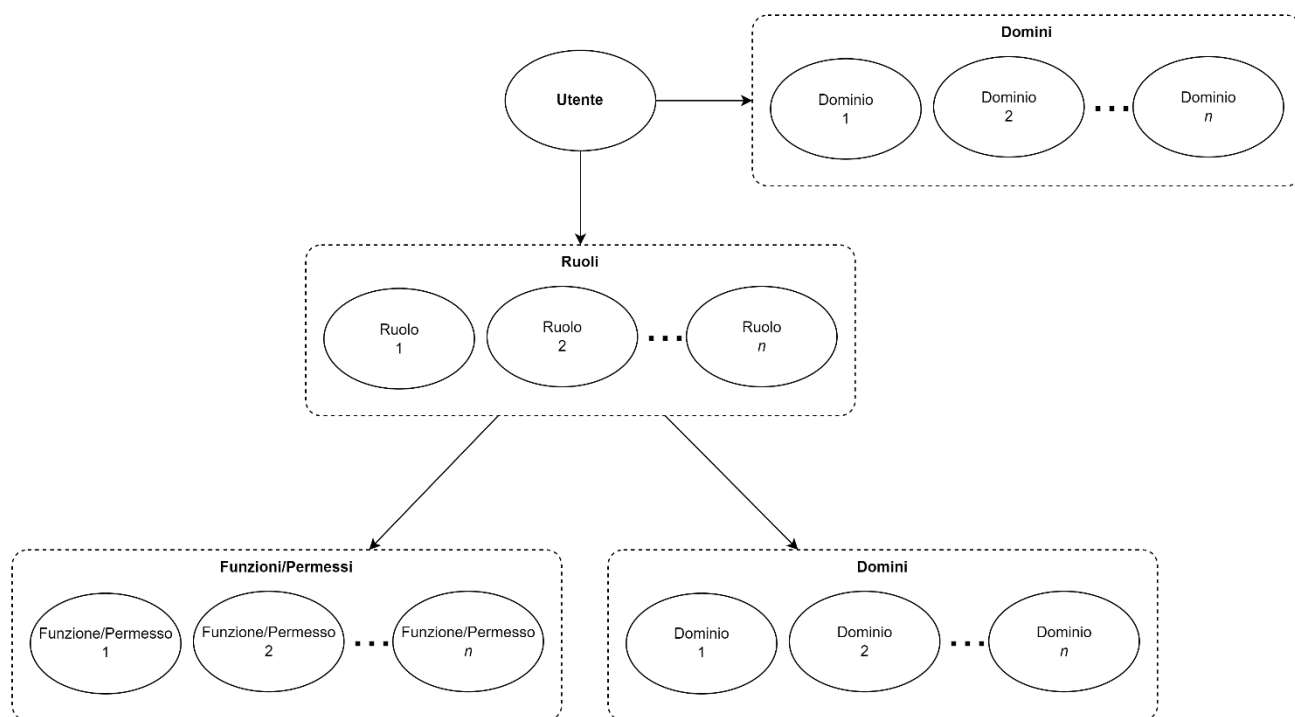 Domini
Utente
Dominio
1
Dominio
2
...
Dominio
n
Ruoli
Ruolo
1
Ruolo
2
...
Ruolo
n
Funzioni/Permessi
Funzione/Permesso
1
Funzione/Permesso
2
...
Funzione/Permesso
n
Domini
Dominio
1
Dominio
2
...
Dominio
n